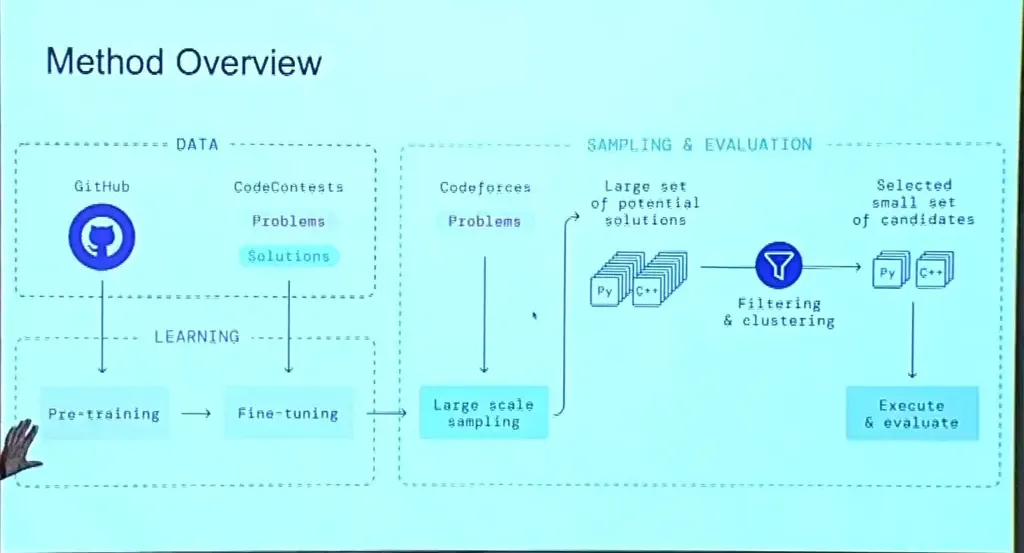 Method Overview
DATA
GitHub
CodeContests
Problems
Solutions
LEARNING
Pre-training
Fine-tuning
SAMPLING & EVALUATION
Codeforces
Problems
Large scale
sampling
Large set
of potential
solutions
Py
C++
Filtering
& clustering
Selected
small set
of candidates
Py
C++
Execute
& evaluate